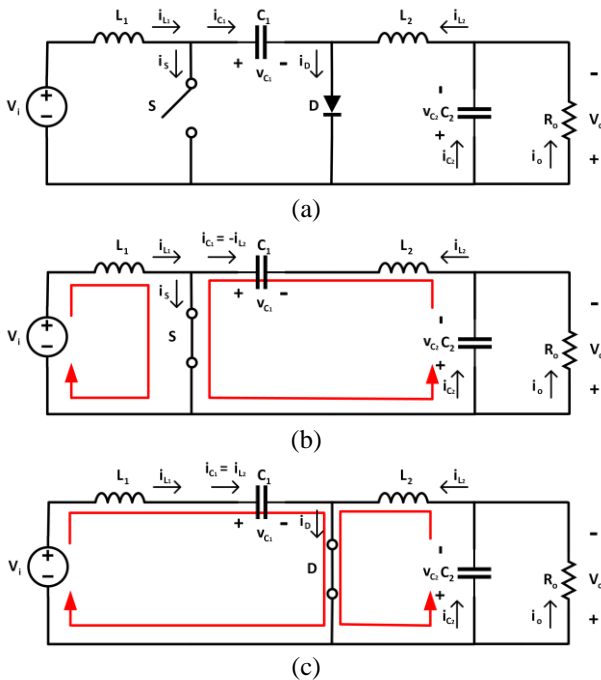 L1 iL1 iC1 C1 L2 iL2
iS + vC1 - iD
Vi + - S D - vC2 C2 + iC2 Ro - Vo + io
(a)
L1 iL1 iC1 = -iL2 C1 L2 iL2
iS + vC1 -
Vi + - S - vC2 C2 + iC2 Ro - Vo + io
(b)
L1 iL1 iC1 = iL2 C1 L2 iL2
+ vC1 - iD
Vi + - D - vC2 C2 + iC2 Ro - Vo + io
(c)